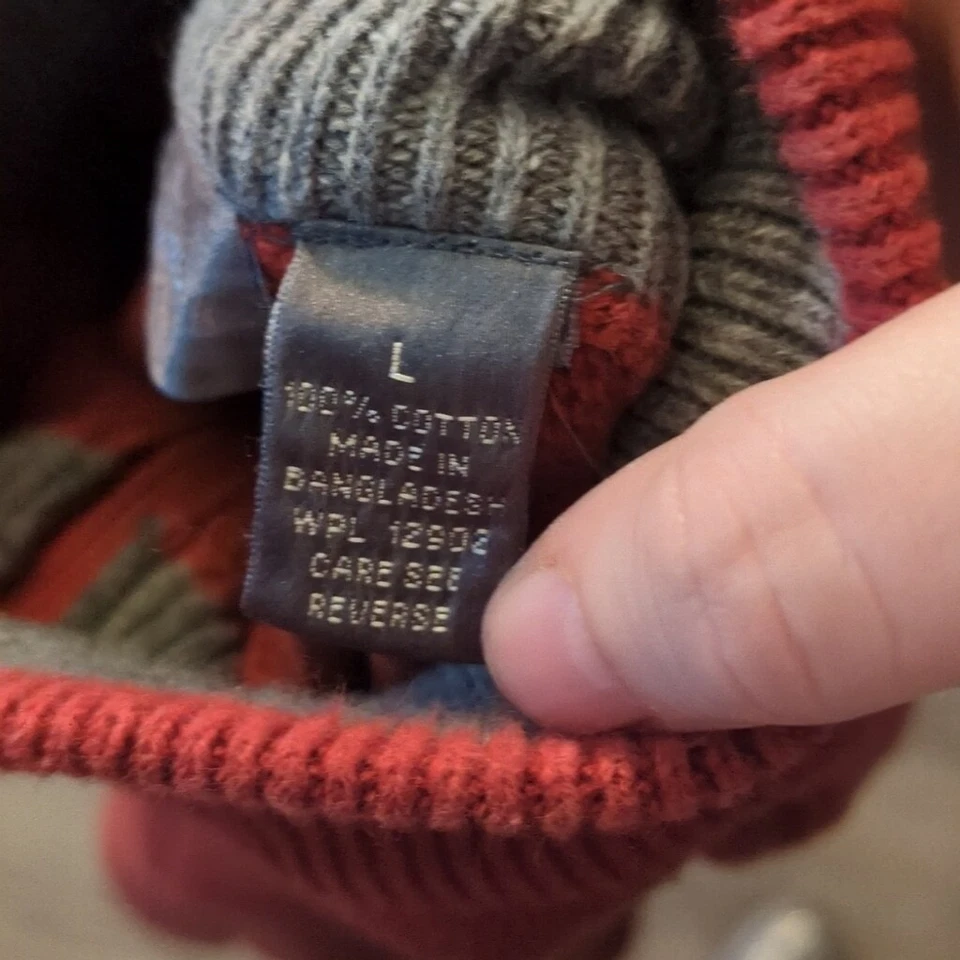 L
100% COTTON
MADE IN
BANGLADESH
WPL 12902
CARE SEE
REVERSE